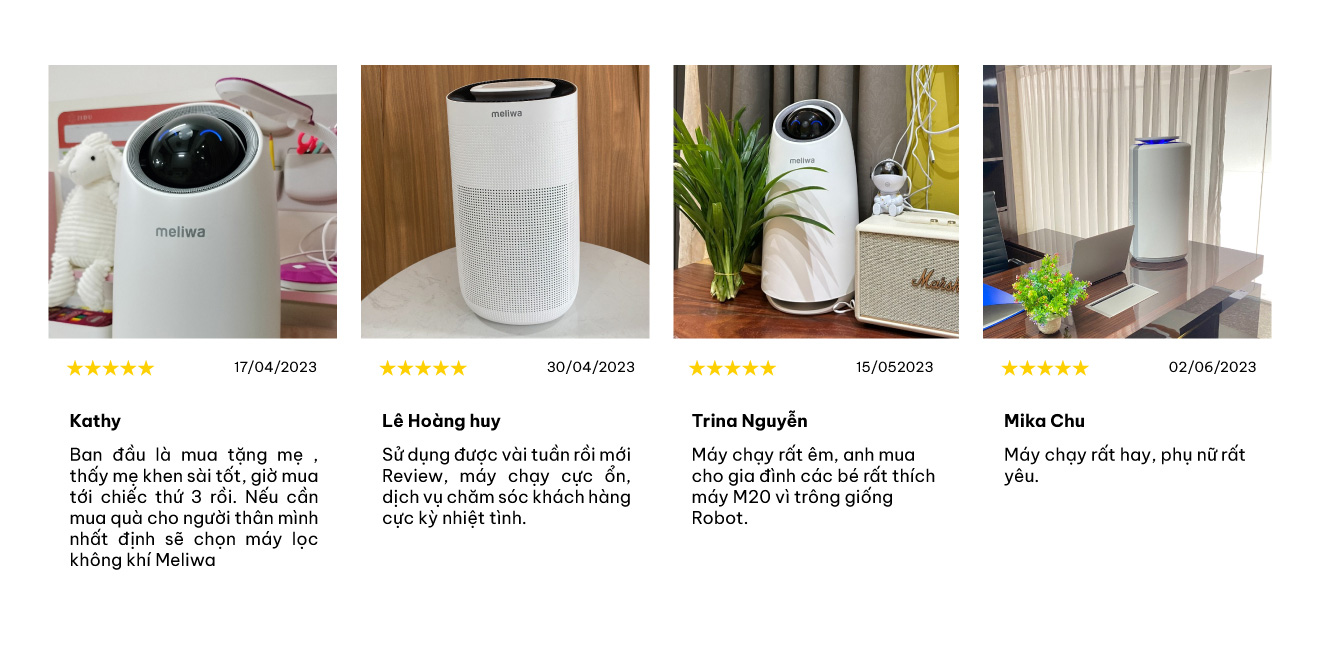 meliwa
meliwa
meliwa
★★★★★ 17/04/2023
Kathy
Ban đầu là mua tặng mẹ ,
thấy mẹ khen sài tốt, giờ mua
tới chiếc thứ 3 rồi. Nếu cần
mua quà cho người thân mình
nhất định sẽ chọn máy lọc
không khí Meliwa
★★★★★ 30/04/2023
Lê Hoàng huy
Sử dụng được vài tuần rồi mới
Review, máy chạy cực ổn,
dịch vụ chăm sóc khách hàng
cực kỳ nhiệt tình.
★★★★★ 15/052023
Trina Nguyễn
Máy chạy rất êm, anh mua
cho gia đình các bé rất thích
máy M20 vì trông giống
Robot.
★★★★★ 02/06/2023
Mika Chu
Máy chạy rất hay, phụ nữ rất
yêu.